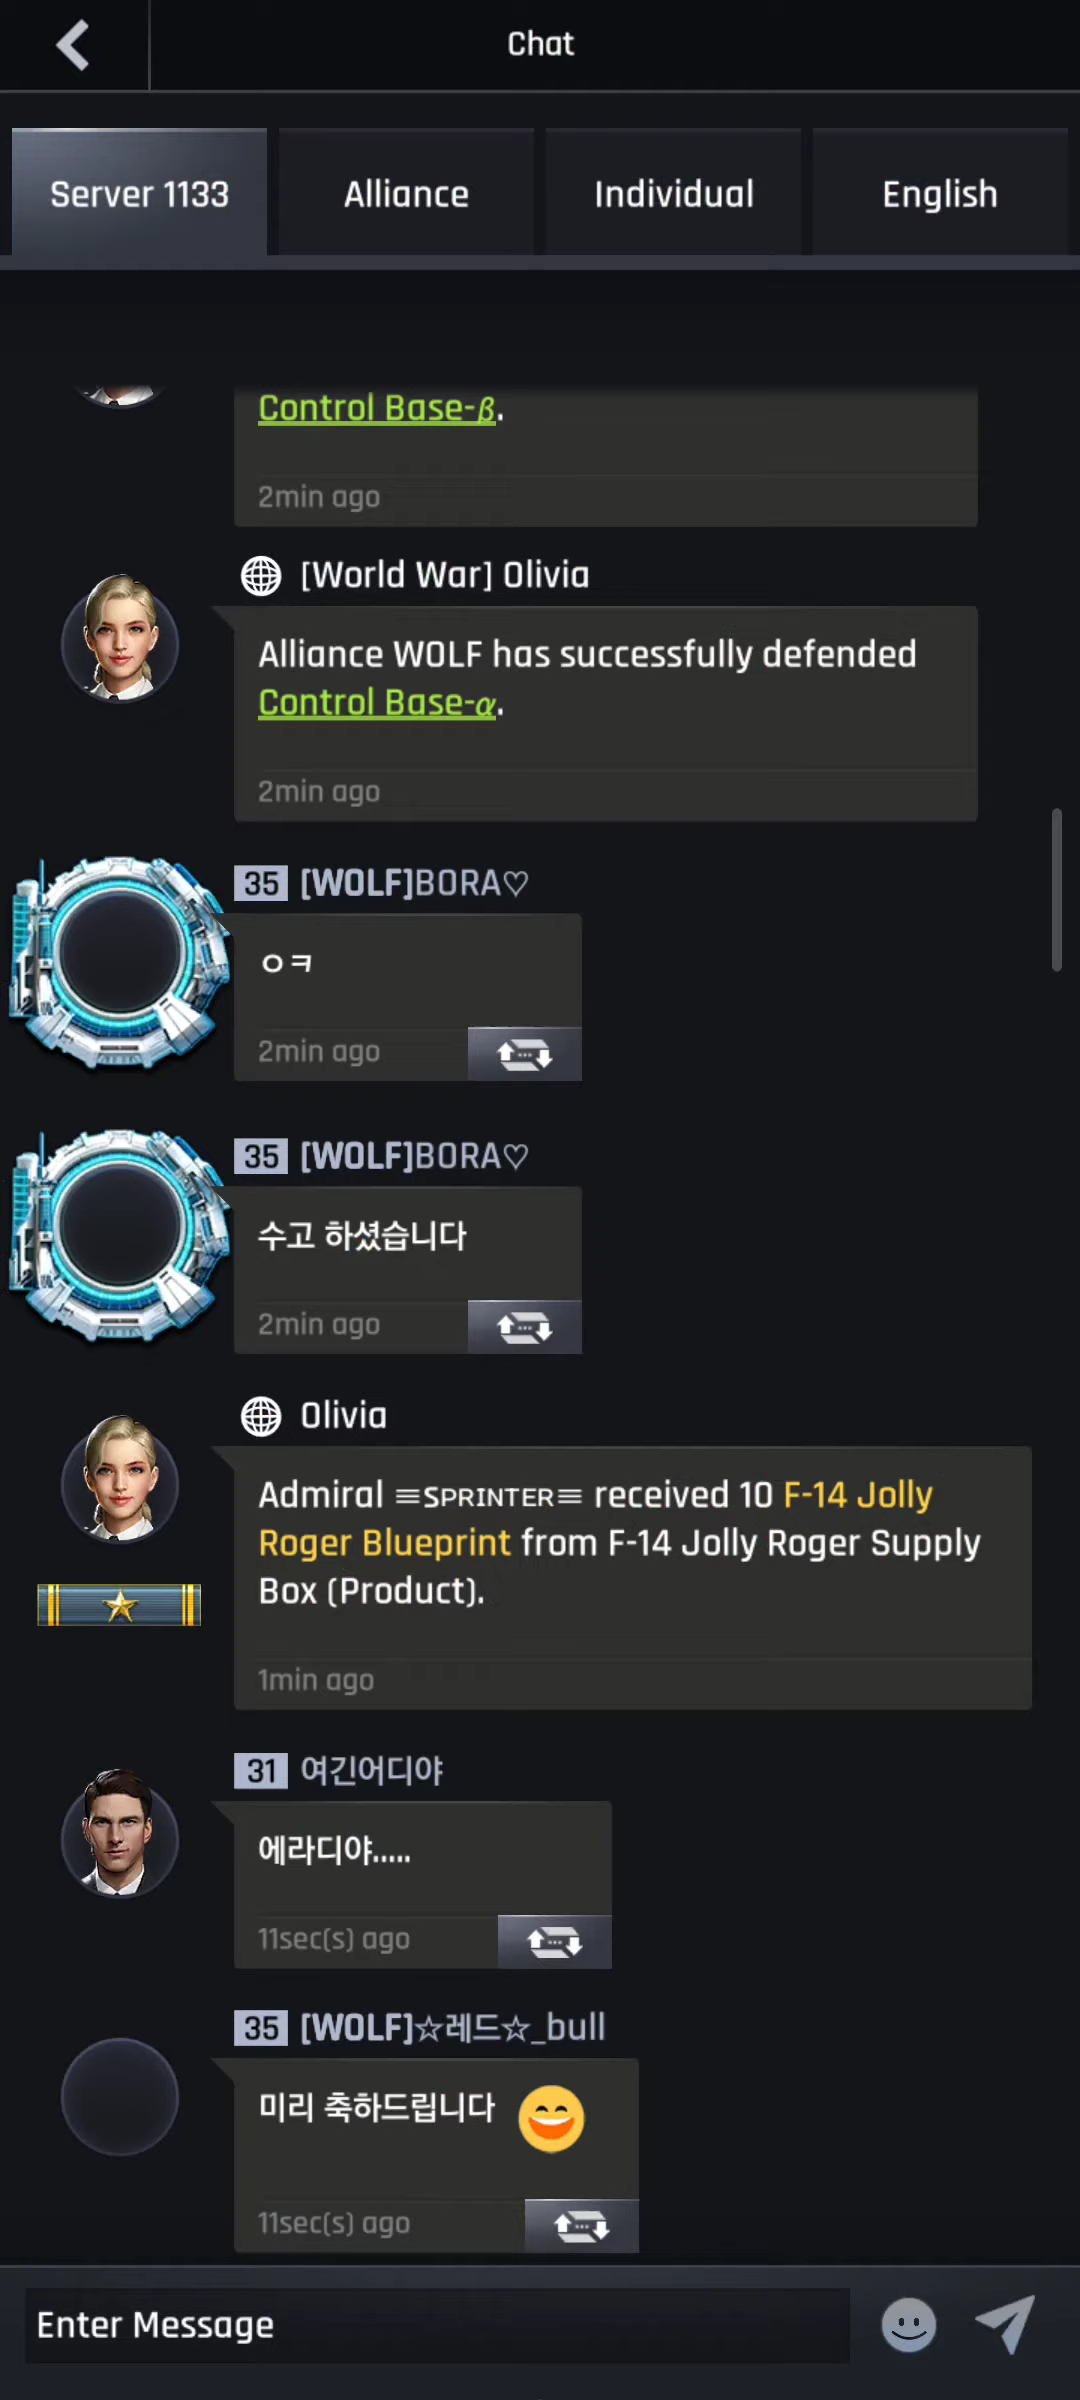 Chat
Server 1133
Alliance
Individual
English
Control Base-β.
2min ago
[World War] Olivia
Alliance WOLF has successfully defended
Control Base-α.
2min ago
35 [WOLF]BORA♡
ㅇㅋ
2min ago
35 [WOLF]BORA♡
수고 하셨습니다
2min ago
Olivia
Admiral ≡SPRINTER≡ received 10 F-14 Jolly
Roger Blueprint from F-14 Jolly Roger Supply
Box (Product).
1min ago
31 여긴어디야
에라디야.....
11sec(s) ago
35 [WOLF]☆레드☆_bull
미리 축하드립니다 😄
11sec(s) ago
Enter Message